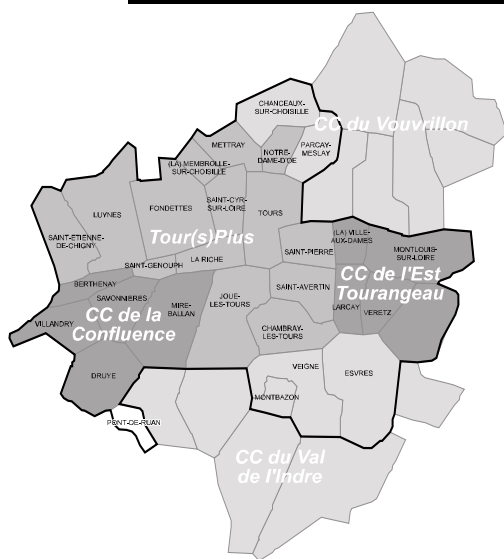 CHANCEAUX-
SUR-CHOISILLE
CC du Vouvrillon
METTRAY
NOTRE-
DAME-D'OE
PARCAY-
MESLAY
(LA) MEMBROLLE-
SUR-CHOISILLE
LUYNES
FONDETTES
SAINT-CYR-
SUR-LOIRE
TOURS
SAINT-ETIENNE-
DE-CHIGNY
Tour(s)Plus
(LA) VILLE-
AUX-DAMES
MONTLOUIS-
SUR-LOIRE
SAINT-GENOUPH
LA RICHE
SAINT-PIERRE
CC de l'Est
Tourangeau
BERTHENAY
SAVONNIERES
MIRE-
BALLAN
JOUE-
LES-TOURS
SAINT-AVERTIN
LARCAY
VERETZ
VILLANDRY
CC de la
Confluence
CHAMBRAY-
LES-TOURS
DRUYE
VEIGNE
ESVRES
MONTBAZON
PONT-DE-RUAN
CC du Val
de l'Indre